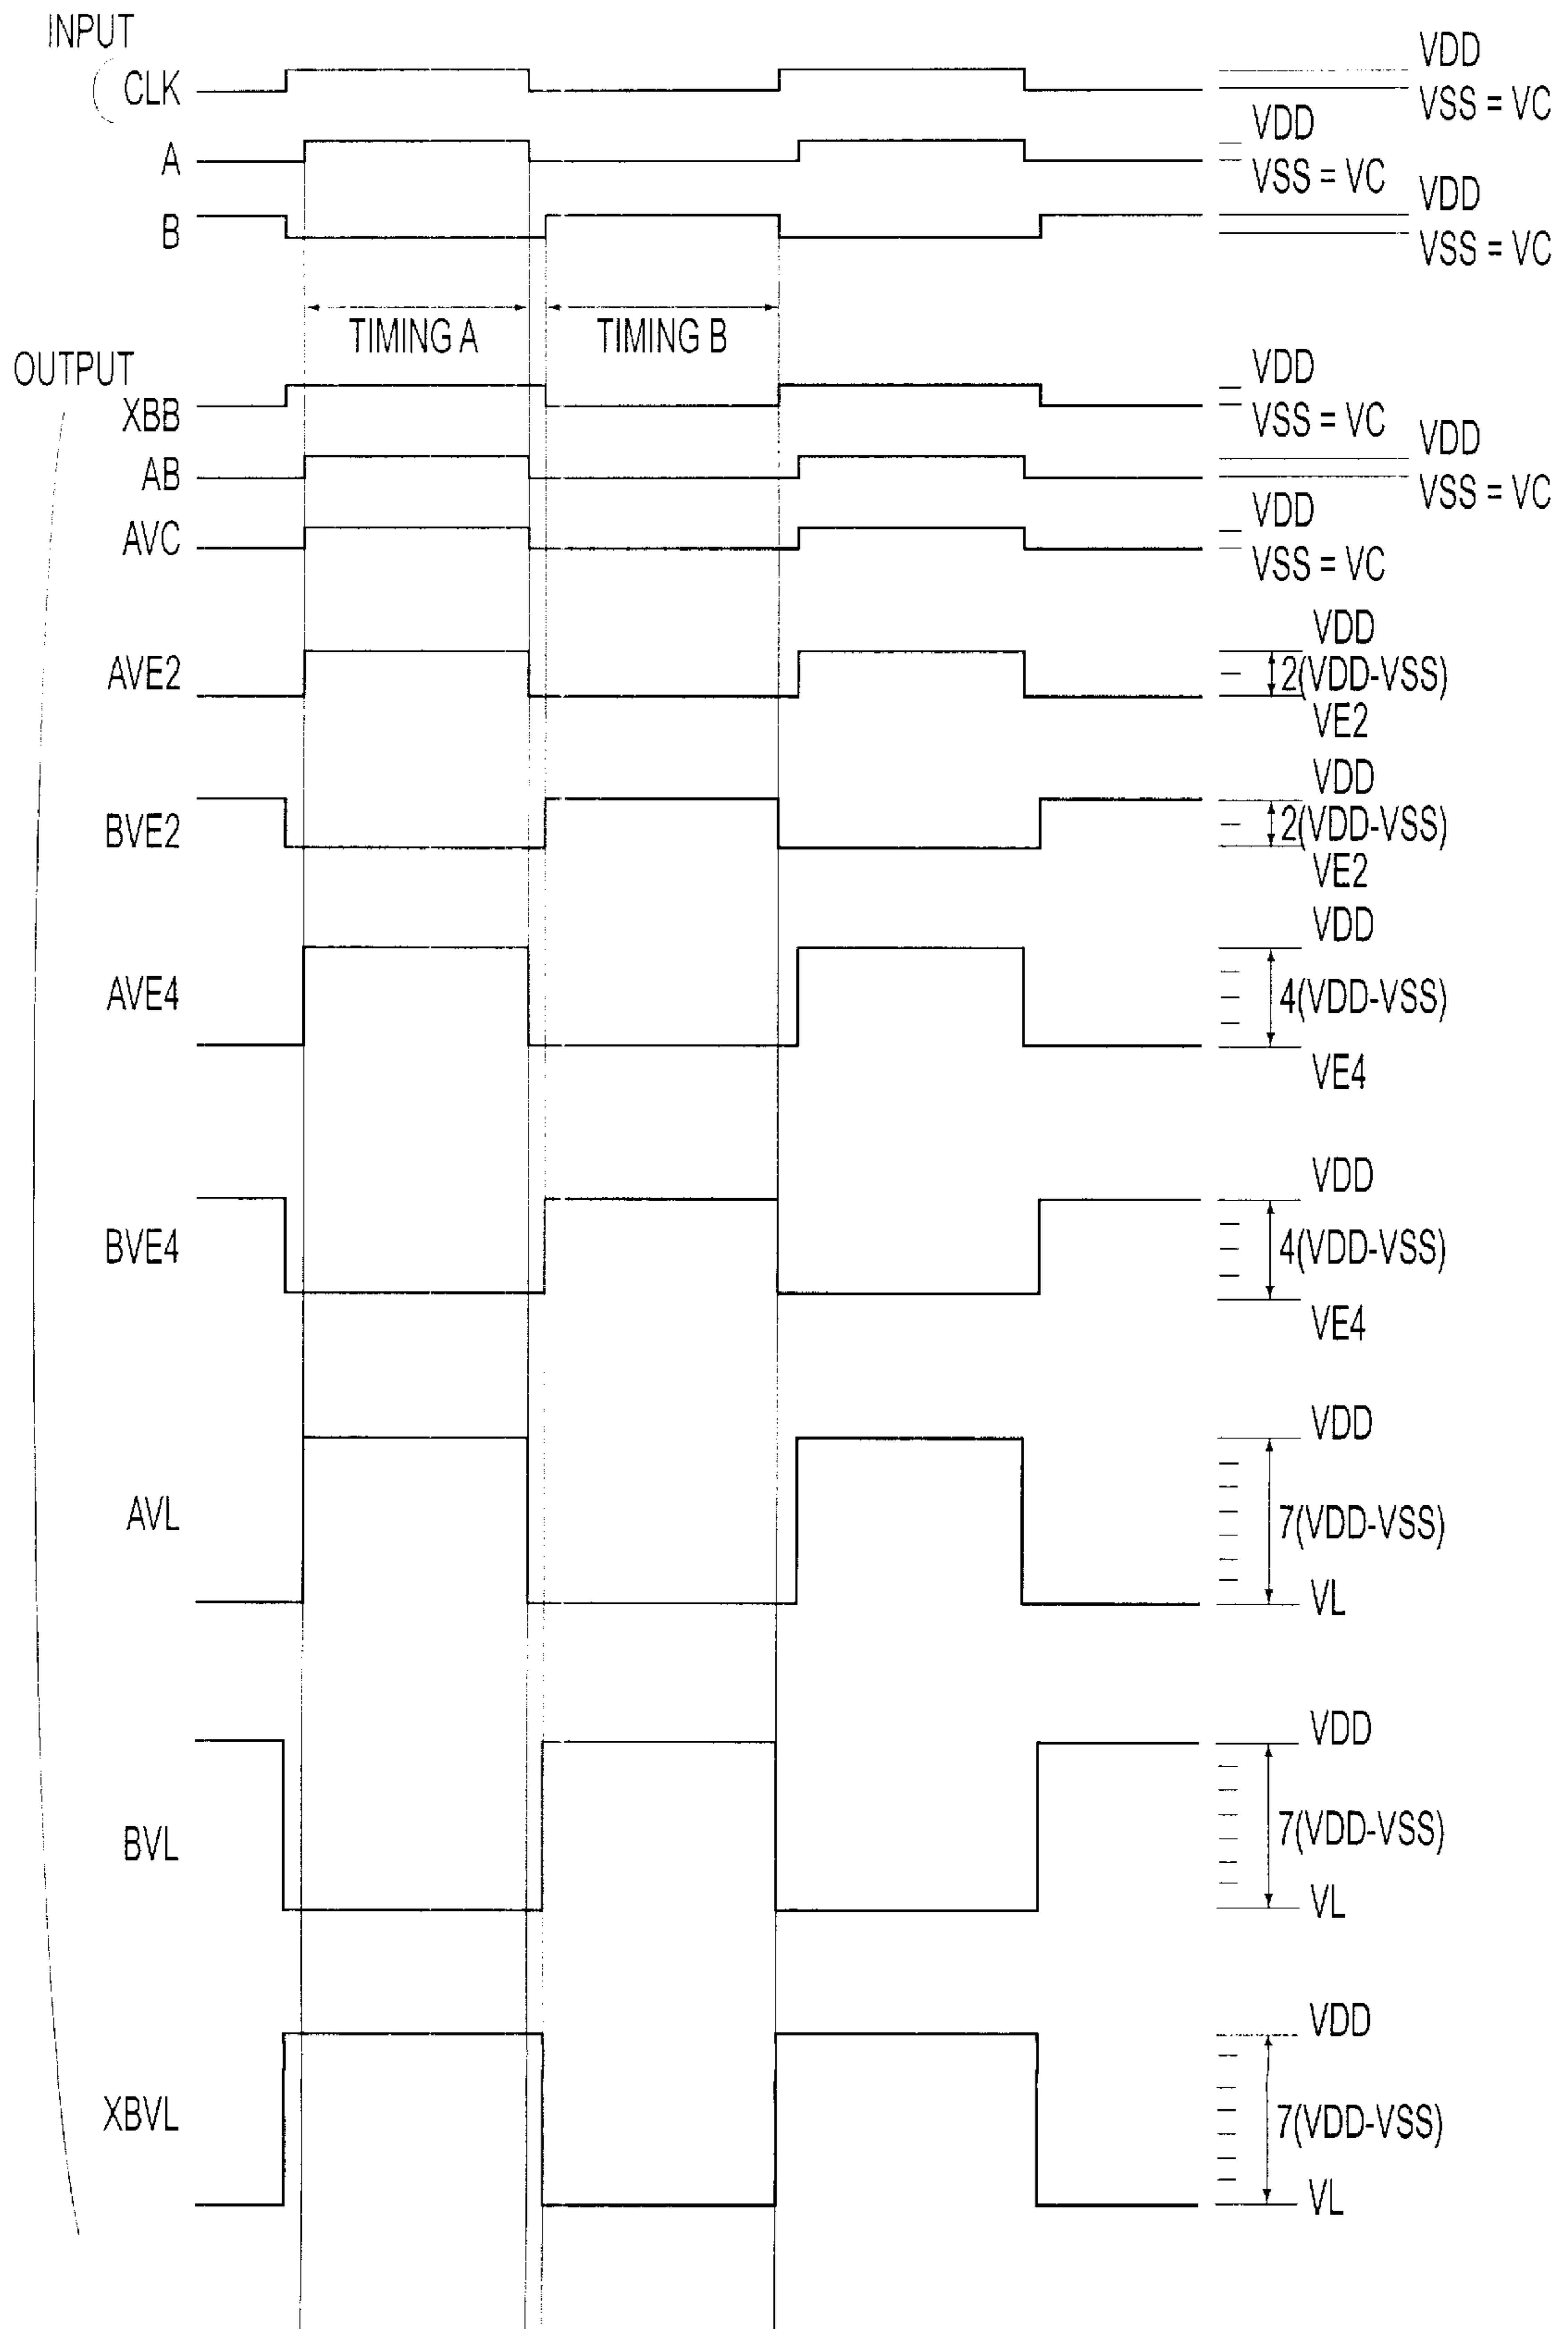 INPUT
CLK
VDD
VSS = VC
A
VDD
VSS = VC
B
VDD
VSS = VC
TIMING A
TIMING B
OUTPUT
XBB
VDD
VSS = VC
AB
VDD
VSS = VC
AVC
VDD
VSS = VC
AVE2
VDD
2(VDD-VSS)
VE2
BVE2
VDD
2(VDD-VSS)
VE2
AVE4
VDD
4(VDD-VSS)
VE4
BVE4
VDD
4(VDD-VSS)
VE4
AVL
VDD
7(VDD-VSS)
VL
BVL
VDD
7(VDD-VSS)
VL
XBVL
VDD
7(VDD-VSS)
VL